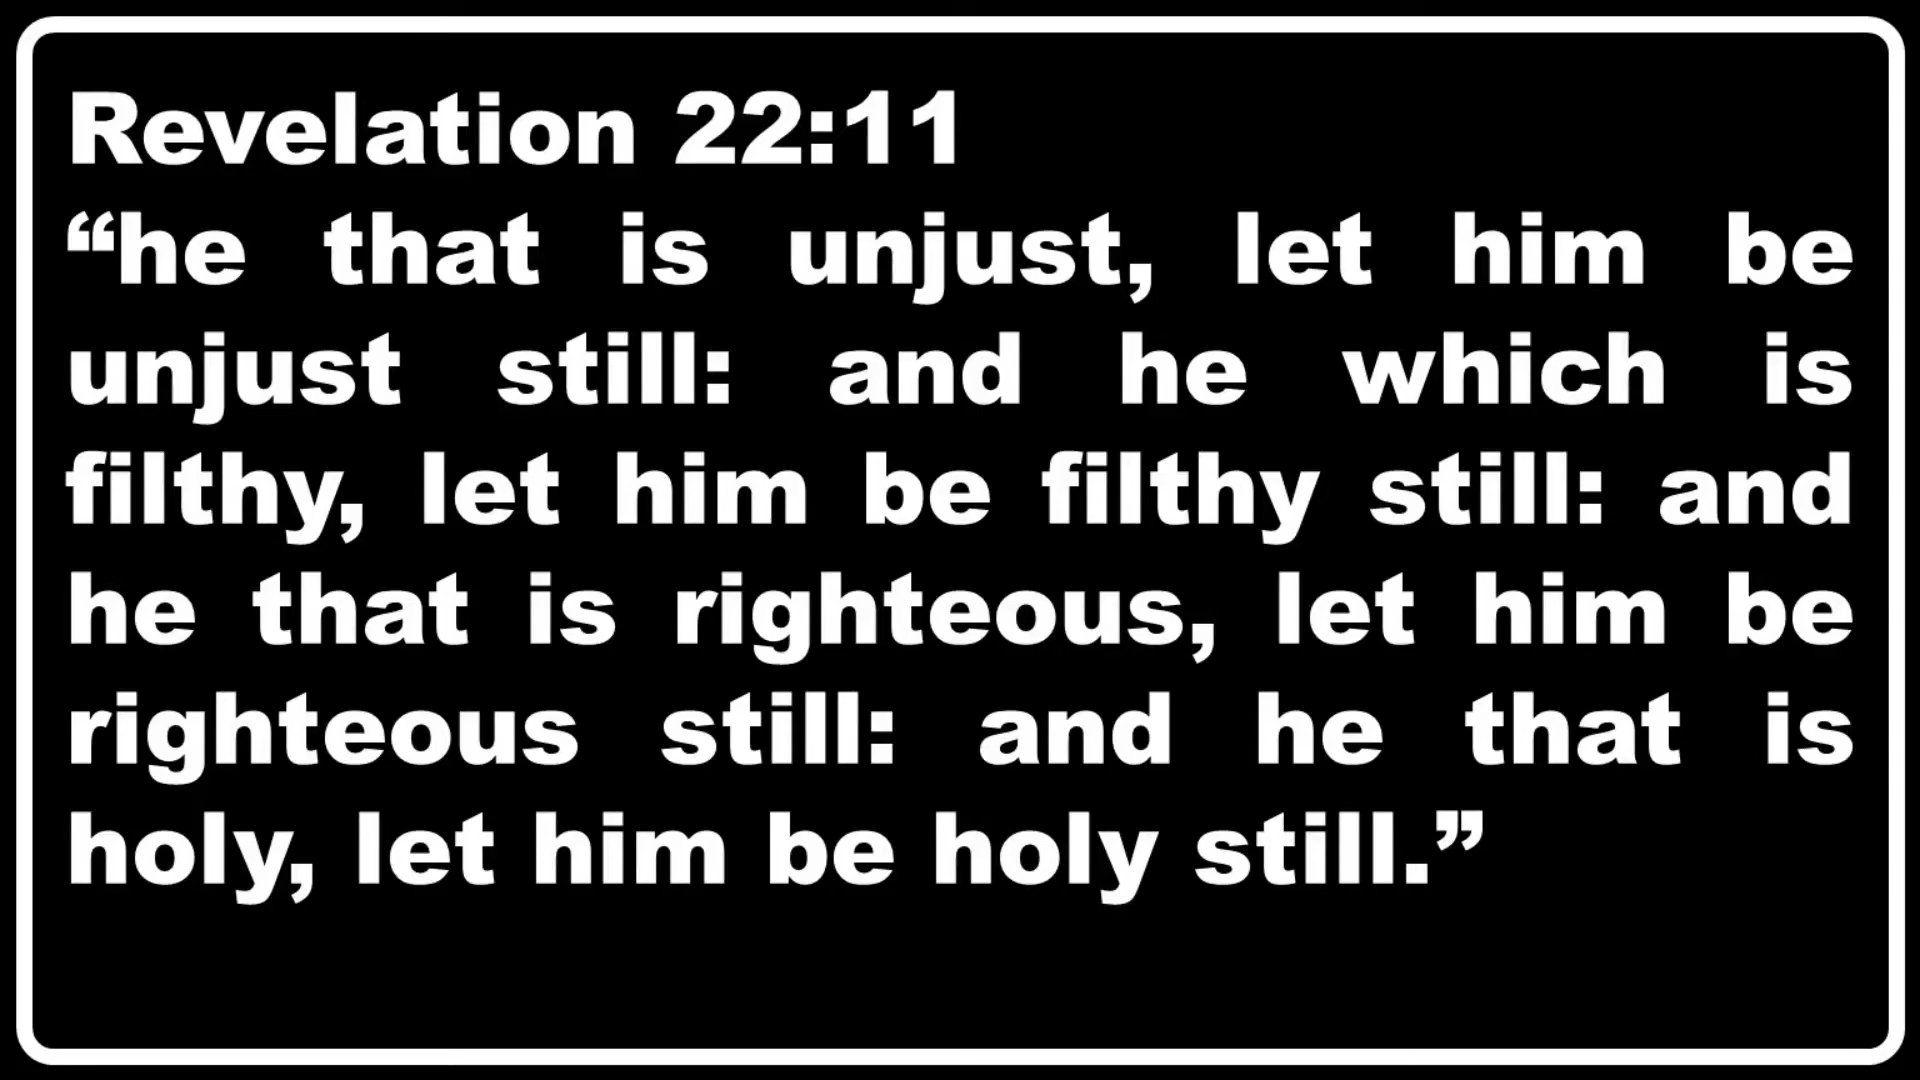 Revelation 22:11
“he that is unjust, let him be
unjust still: and he which is
filthy, let him be filthy still: and
he that is righteous, let him be
righteous still: and he that is
holy, let him be holy still.”